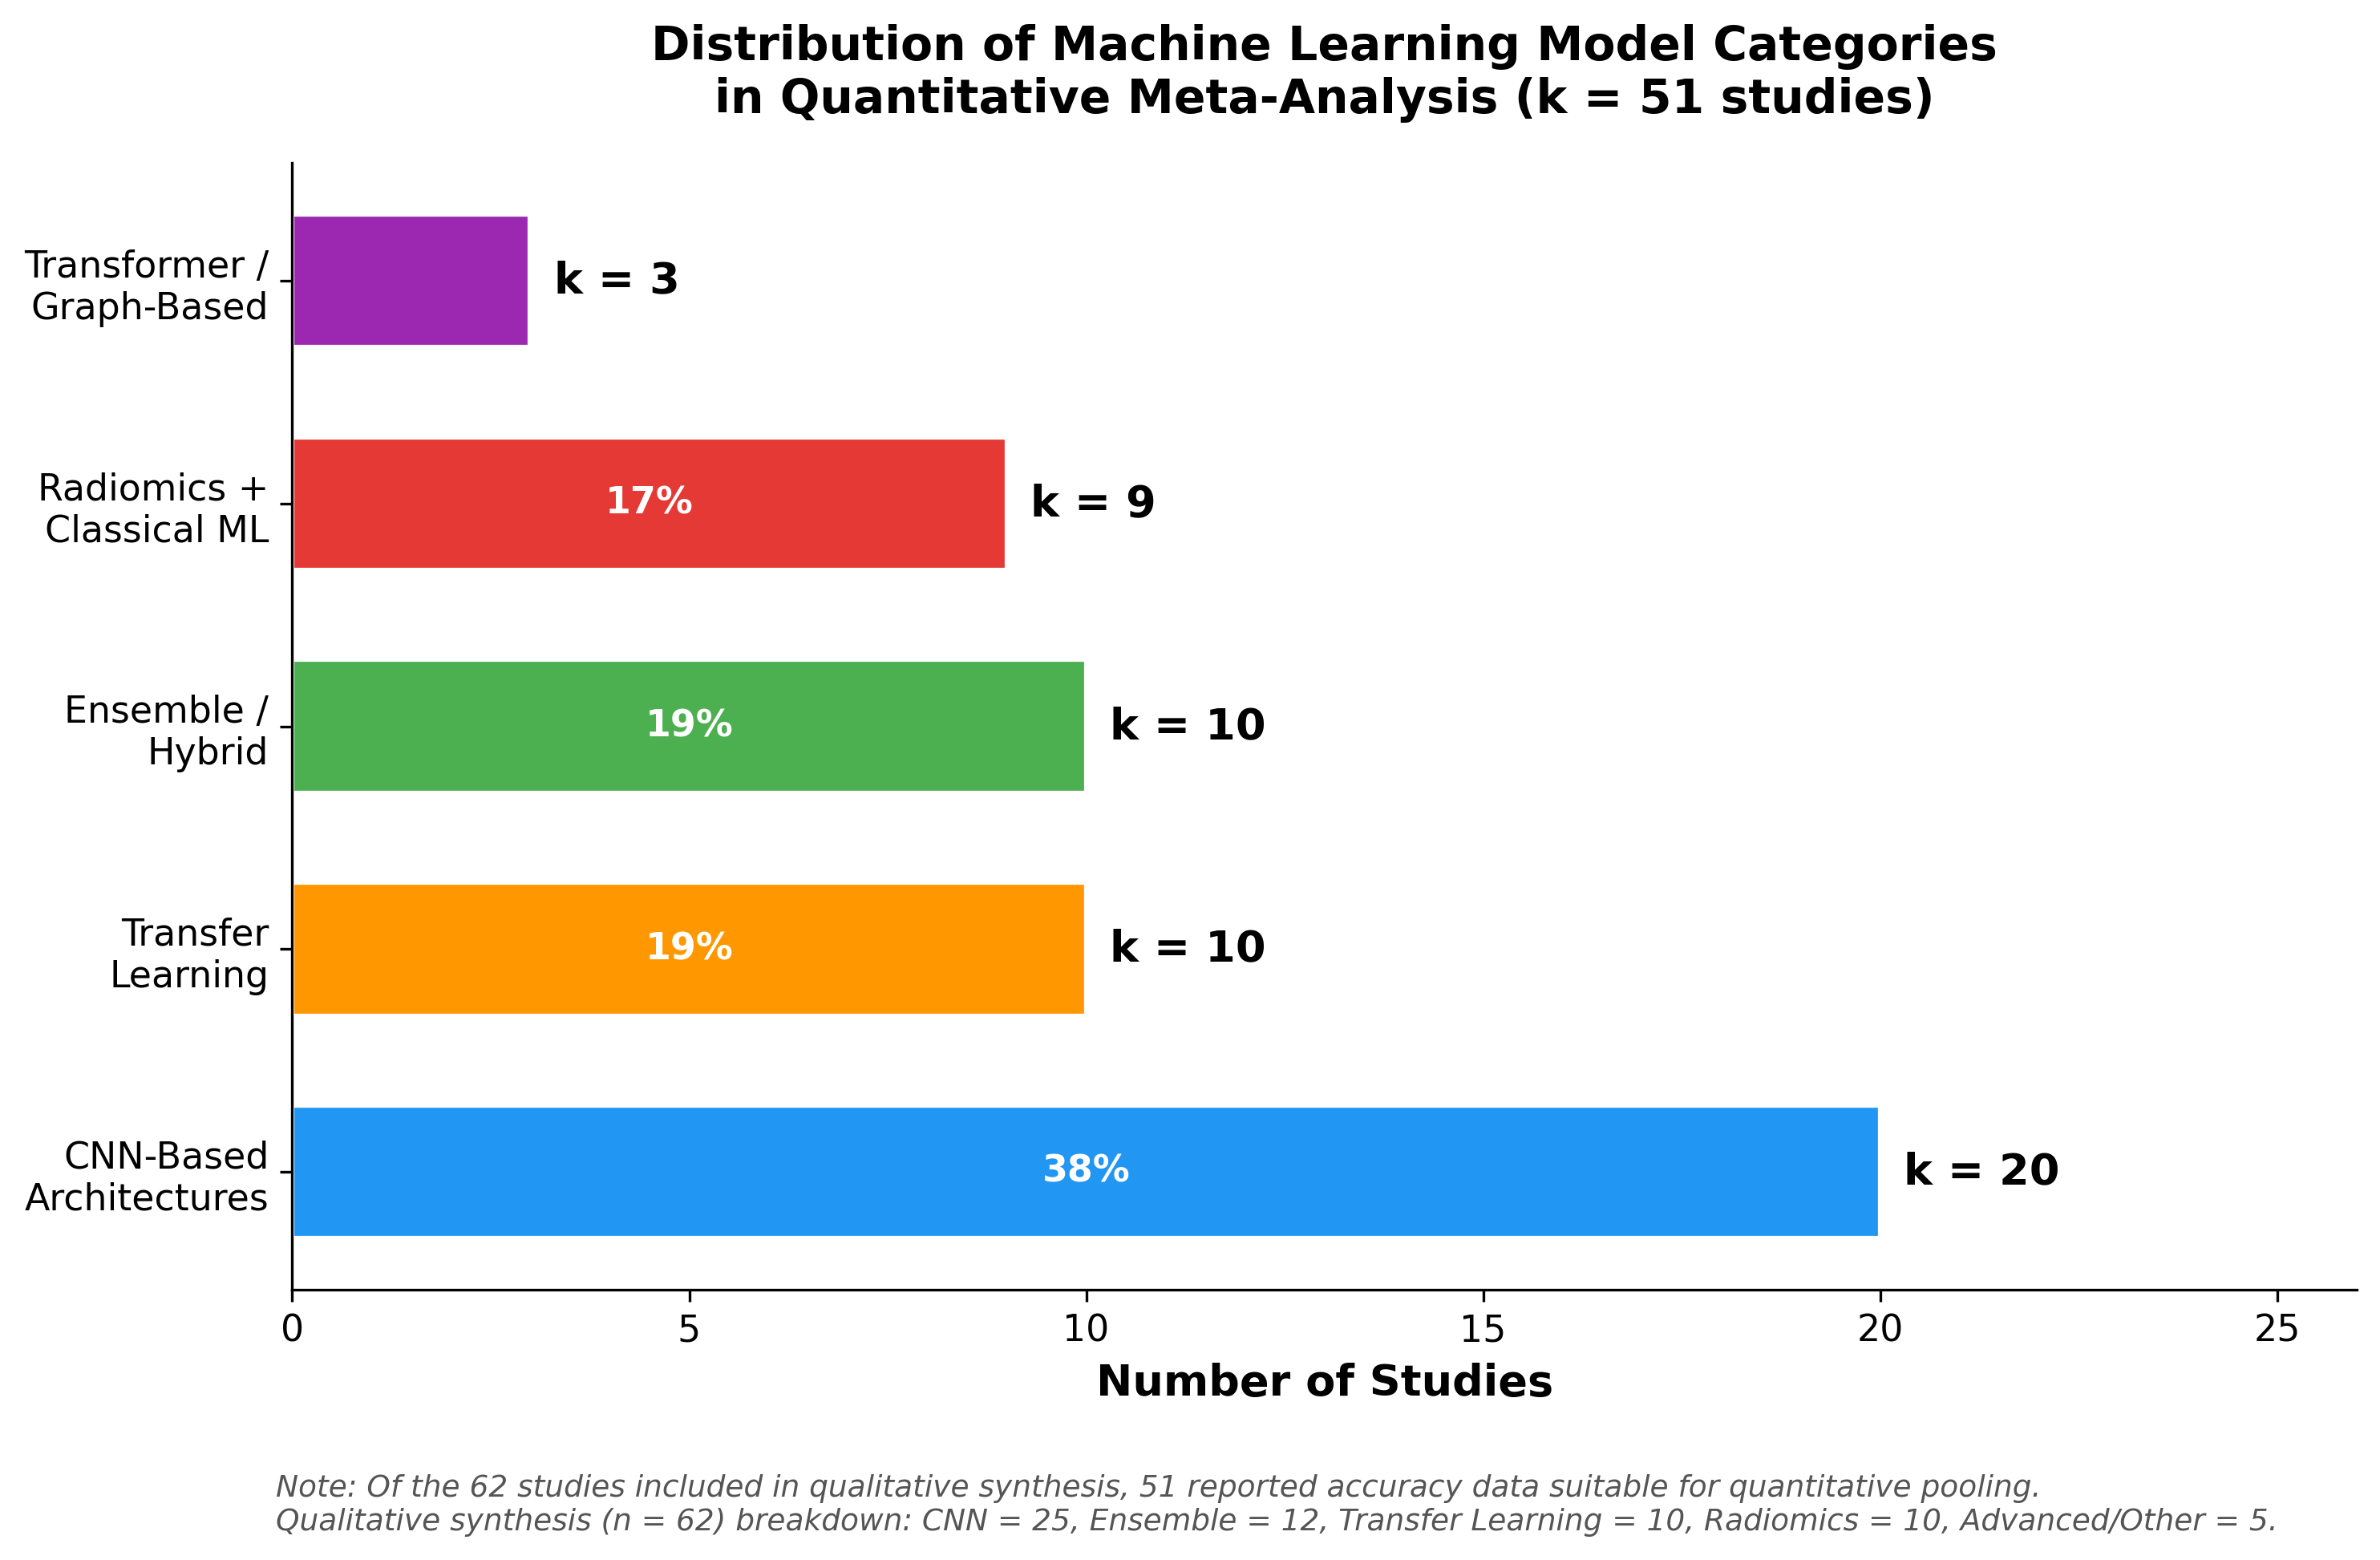 Distribution of Machine Learning Model Categories
in Quantitative Meta-Analysis (k = 51 studies)
Transformer /
Graph-Based
k = 3
Radiomics +
Classical ML
17%
k = 9
Ensemble /
Hybrid
19%
k = 10
Transfer
Learning
19%
k = 10
CNN-Based
Architectures
38%
k = 20
0 5 10 15 20 25
Number of Studies
Note: Of the 62 studies included in qualitative synthesis, 51 reported accuracy data suitable for quantitative pooling.
Qualitative synthesis (n = 62) breakdown: CNN = 25, Ensemble = 12, Transfer Learning = 10, Radiomics = 10, Advanced/Other = 5.